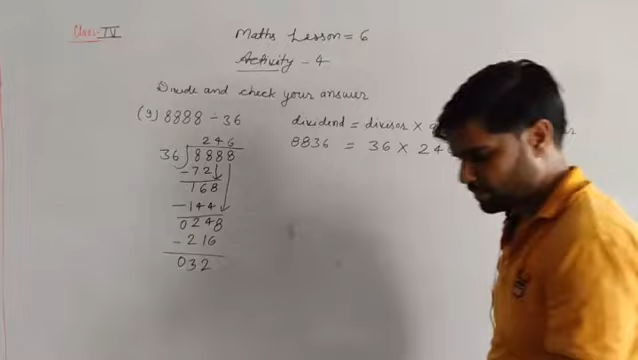 Class-IV
Maths Lesson = 6
Activity - 4
Divide and check your answer
(9) 8888 - 36
dividend = divisor ×
246
36 8888
-72
168
-144
0248
-216
032
8836 = 36 × 24